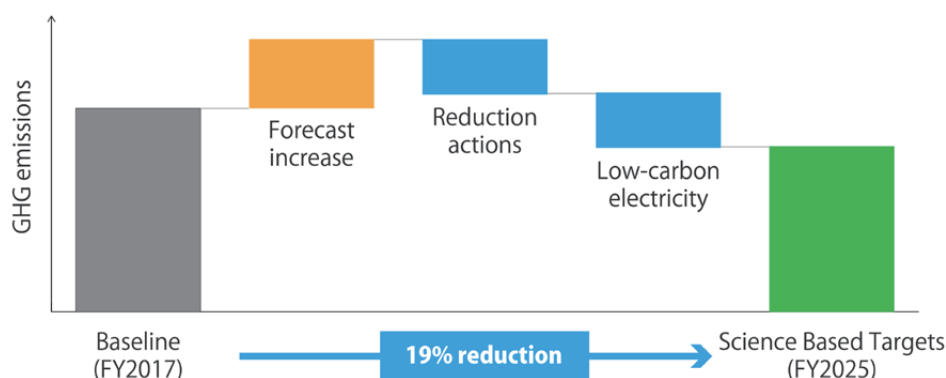 GHG emissions
Forecast
increase
Reduction
actions
Low-carbon
electricity
Baseline
(FY2017)
19% reduction
Science Based Targets
(FY2025)